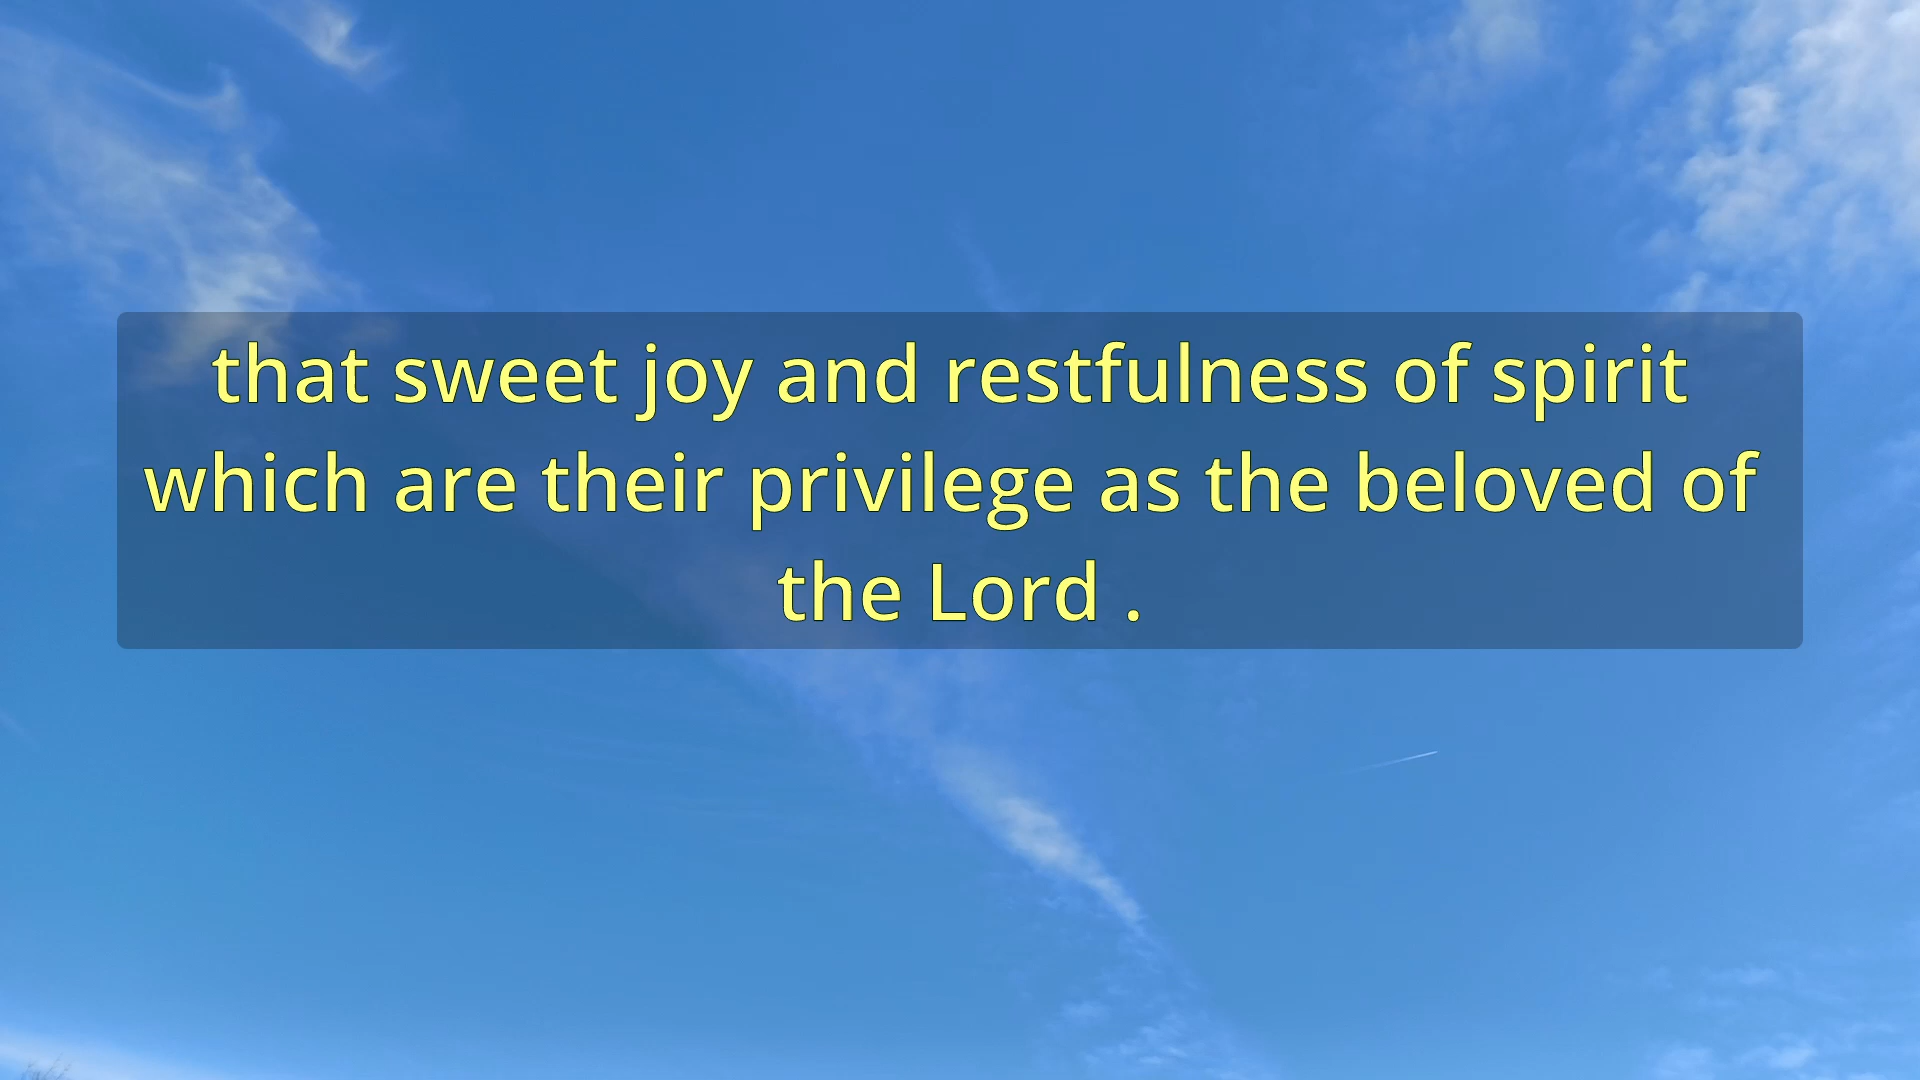 that sweet joy and restfulness of spirit
which are their privilege as the beloved of
the Lord .